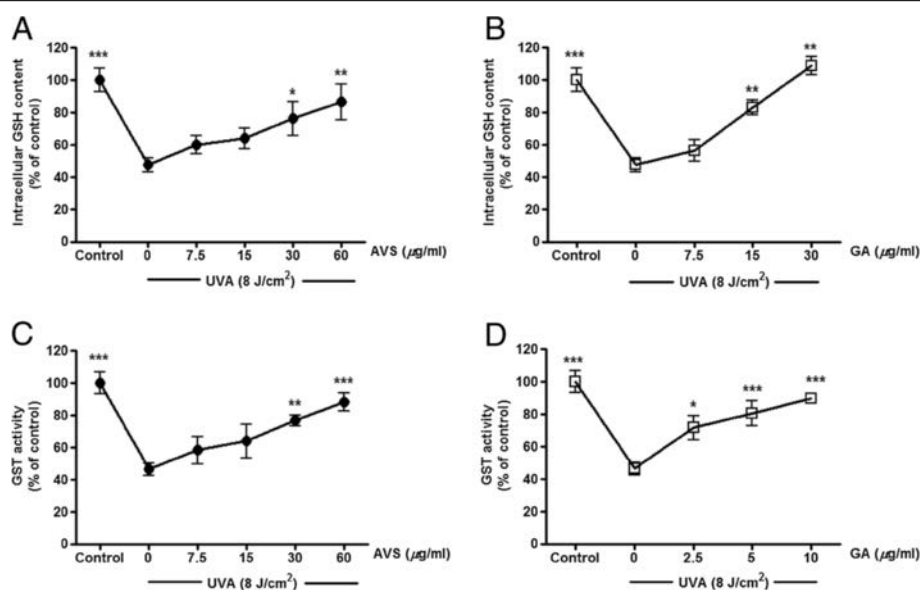 A
Intracellular GSH content
(% of control)
120
100
80
60
40
20
0
***
*
**
Control 0 7.5 15 30 60 AVS (μg/ml)
UVA (8 J/cm²)
B
Intracellular GSH content
(% of control)
120
100
80
60
40
20
0
***
**
**
Control 0 7.5 15 30 GA (μg/ml)
UVA (8 J/cm²)
C
GST activity
(% of control)
120
100
80
60
40
20
0
***
**
***
Control 0 7.5 15 30 60 AVS (μg/ml)
UVA (8 J/cm²)
D
GST activity
(% of control)
120
100
80
60
40
20
0
***
*
***
***
Control 0 2.5 5 10 GA (μg/ml)
UVA (8 J/cm²)